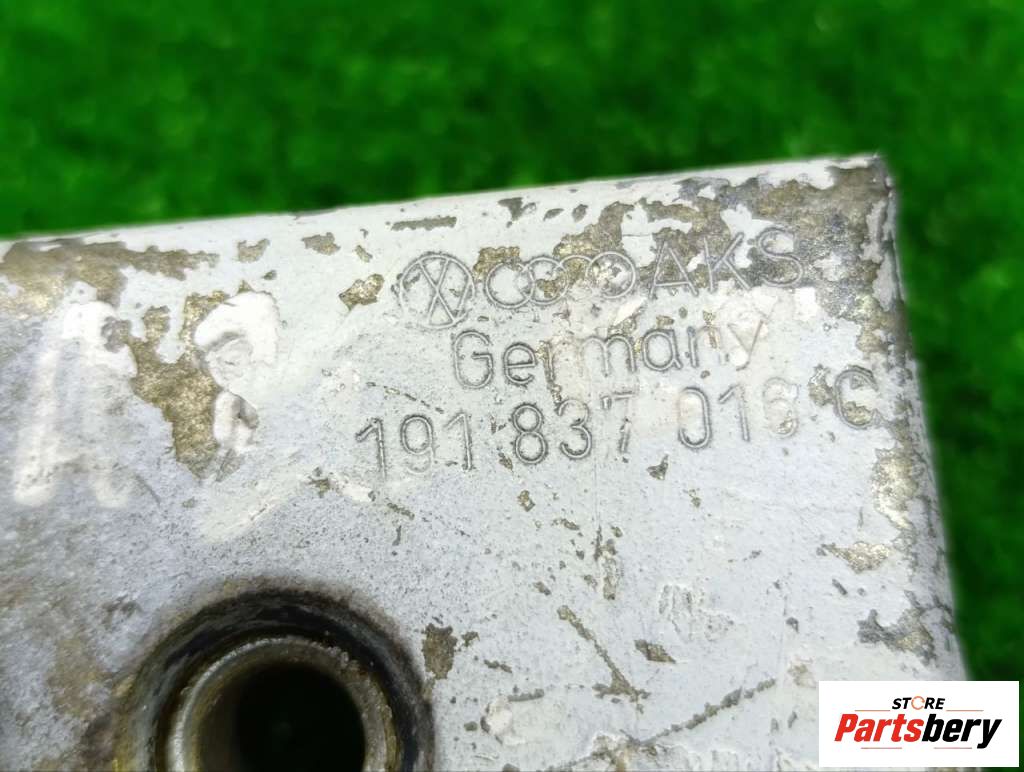 AKS
Germany
191 837 016 C
STORE
Partsbery